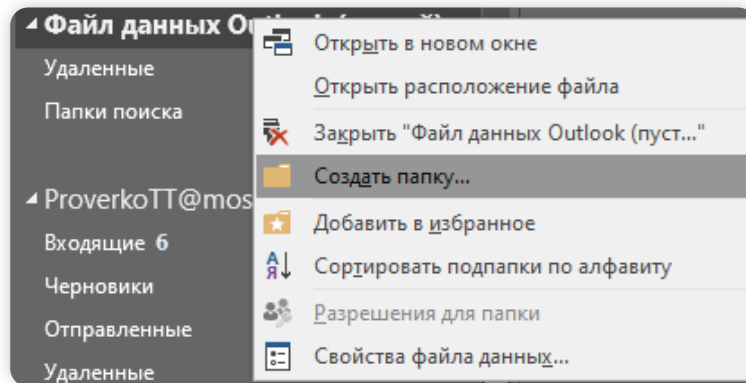 Файл данных
Открыть в новом окне
Удаленные
Открыть расположение файла
Папки поиска
Закрыть "Файл данных Outlook (пуст..."
Создать папку...
ProverkoTT@mos
Добавить в избранное
Входящие 6
Сортировать подпапки по алфавиту
Черновики
Разрешения для папки
Отправленные
Свойства файла данных...
Удаленные